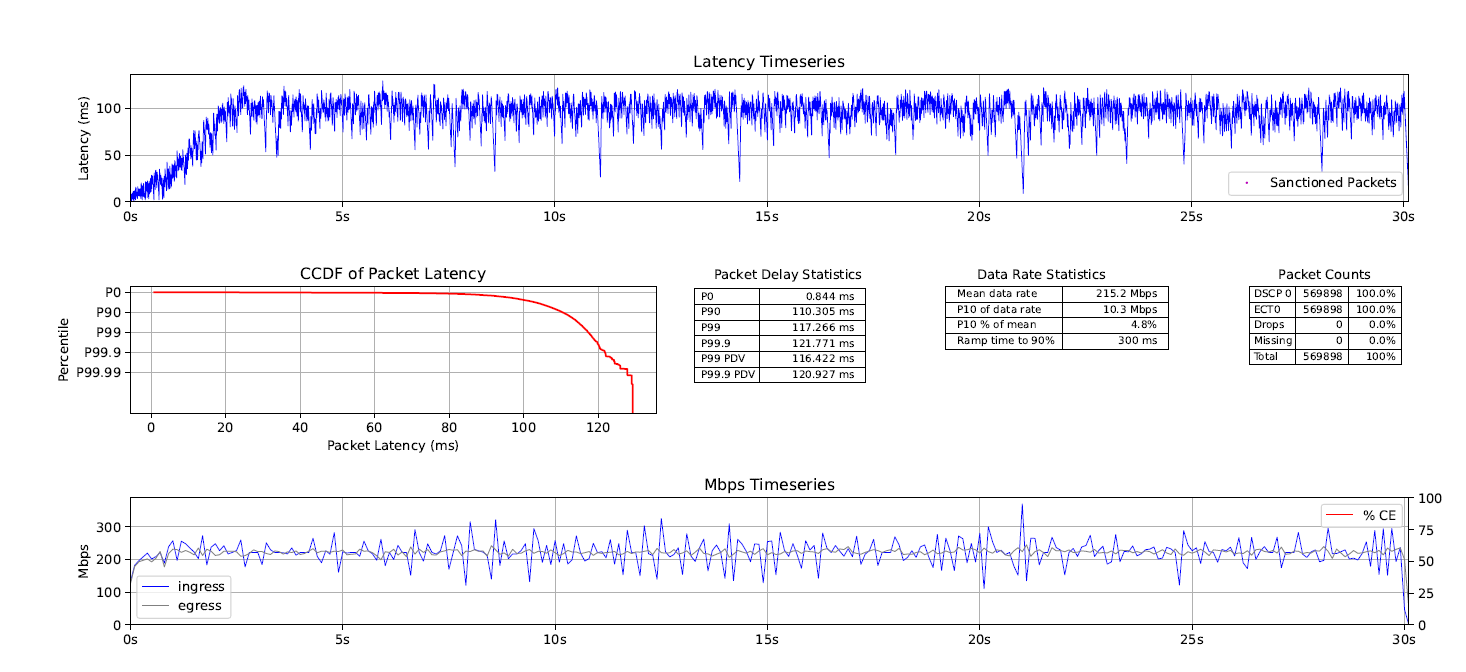 Latency Timeseries
Latency (ms)
100
50
0
0s 5s 10s 15s 20s 25s 30s
Sanctioned Packets
CCDF of Packet Latency
Percentile
P0
P90
P99
P99.9
P99.99
0 20 40 60 80 100 120
Packet Latency (ms)
Packet Delay Statistics
P0 0.844 ms
P90 110.305 ms
P99 117.266 ms
P99.9 121.771 ms
P99 PDV 116.422 ms
P99.9 PDV 120.927 ms
Data Rate Statistics
Mean data rate 215.2 Mbps
P10 of data rate 10.3 Mbps
P10 % of mean 4.8%
Ramp time to 90% 300 ms
Packet Counts
DSCP 0 569898 100.0%
ECT0 569898 100.0%
Drops 0 0.0%
Missing 0 0.0%
Total 569898 100%
Mbps Timeseries
Mbps
300
200
100
0
100
75
50
25
0
% CE
ingress
egress
0s 5s 10s 15s 20s 25s 30s